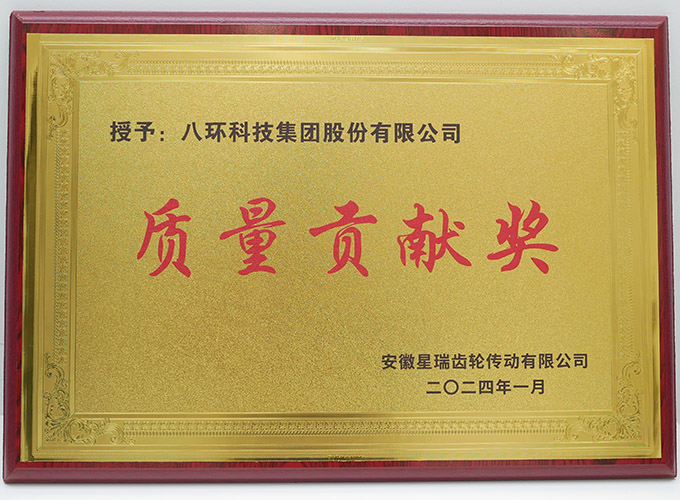 授予：八环科技集团股份有限公司
质量贡献奖
安徽星瑞齿轮传动有限公司
二〇二四年一月